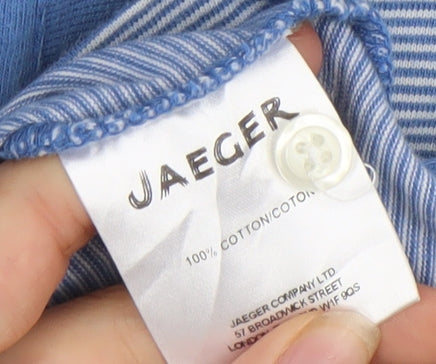 JAEGER
100% COTTON/COTON
JAEGER COMPANY LTD
57 BROADWICK STREET
LONDON W1F 9QS